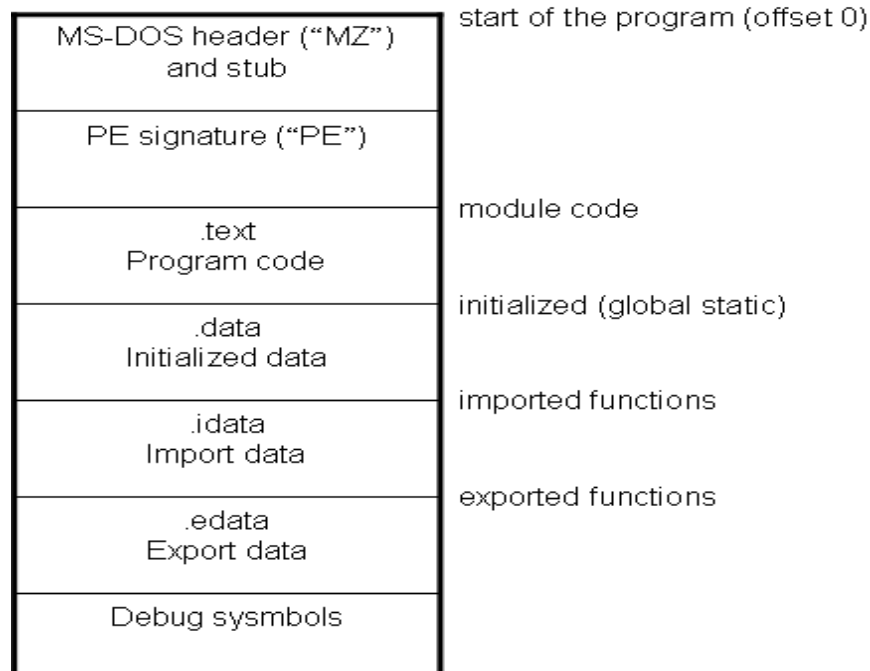 start of the program (offset 0)
MS-DOS header (“MZ”)
and stub
PE signature (“PE”)
module code
.text
Program code
initialized (global static)
.data
Initialized data
imported functions
.idata
Import data
exported functions
.edata
Export data
Debug sysmbols